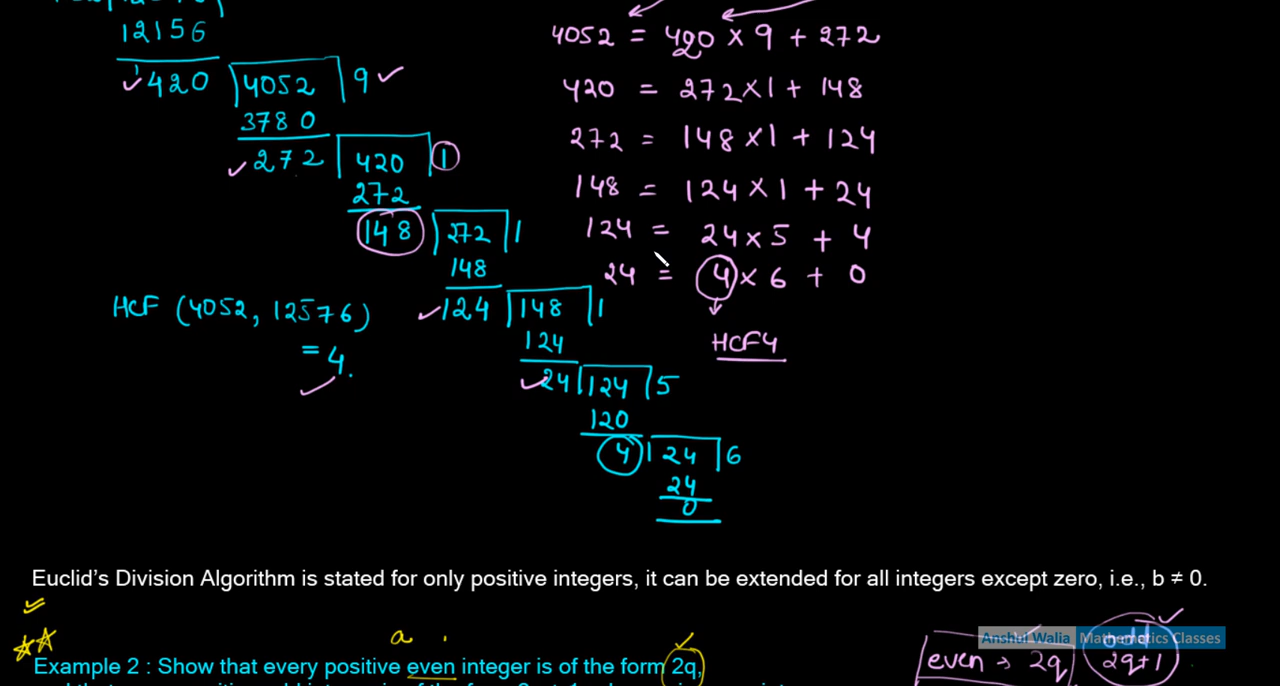 12156
420 4052 9
3780
272 420 1
272
148 272 1
148
124 148 1
124
24 124 5
120
4 24 6
24
0
HCF (4052, 12576)
= 4.
4052 = 420 × 9 + 272
420 = 272×1 + 148
272 = 148×1 + 124
148 = 124×1 + 24
124 = 24×5 + 4
24 = 4×6 + 0
HCF4
Euclid’s Division Algorithm is stated for only positive integers, it can be extended for all integers except zero, i.e., b ≠ 0.
a
Anshul Walia Mathematics Classes
Example 2 : Show that every positive even integer is of the form 2q,
even → 2q
odd
2q+1